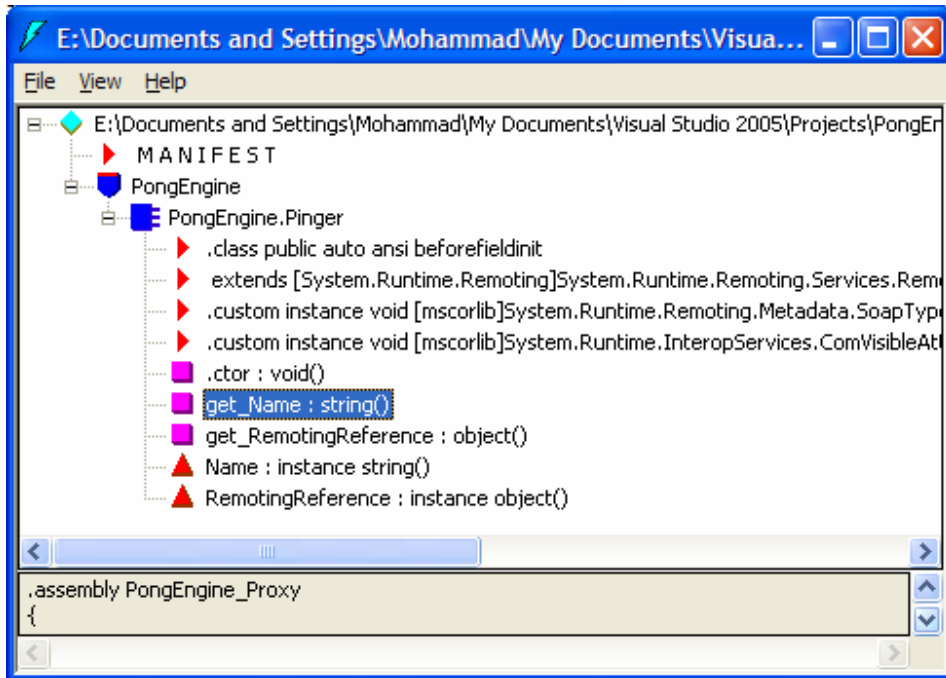 E:\Documents and Settings\Mohammad\My Documents\Visua...
File View Help
E:\Documents and Settings\Mohammad\My Documents\Visual Studio 2005\Projects\PongEn
MANIFEST
PongEngine
PongEngine.Pinger
.class public auto ansi beforefieldinit
extends [System.Runtime.Remoting]System.Runtime.Remoting.Services.Rem
.custom instance void [mscorlib]System.Runtime.Remoting.Metadata.SoapType
.custom instance void [mscorlib]System.Runtime.InteropServices.ComVisibleAt
.ctor : void()
get_Name : string()
get_RemotingReference : object()
Name : instance string()
RemotingReference : instance object()
.assembly PongEngine_Proxy
{